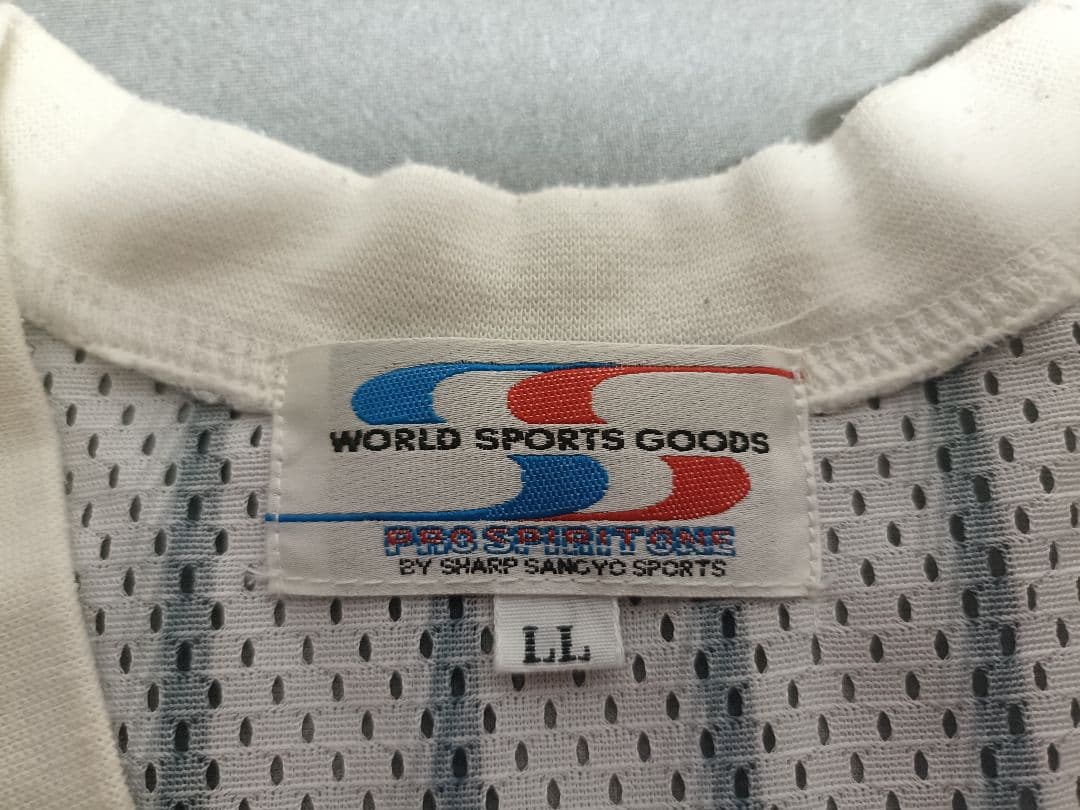 WORLD SPORTS GOODS
PRO SPIRIT ONE
BY SHARP SANGYO SPORTS
LL